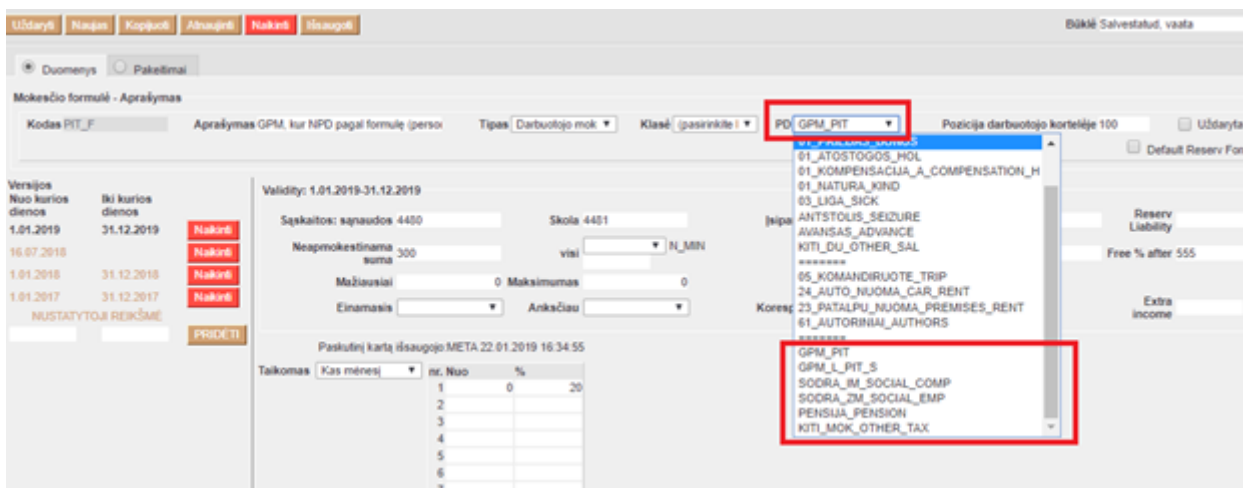 Uždaryti Naujas Kopijuoti Atnaujinti Naikinti Išsaugoti Būklė Salvestatud, vaata
Duomenys Pakeitimai
Mokesčio formulė - Aprašymas
Kodas PIT_F Aprašymas GPM, kur NPD pagal formulę (persor Tipas Darbuotojo mok Klasė (pasirinkite PD GPM_PIT Pozicija darbuotojo kortelėje 100 Uždaryta
Default Reserv For
01_ATOSTOGOS_HOL
01_KOMPENSACIJA_A_COMPENSATION_H
01_NATURA_KIND
03_LIGA_SICK
ANTSTOLIS_SEIZURE
AVANSAS_ADVANCE
KITI_DU_OTHER_SAL
=======
05_KOMANDIRUOTE_TRIP
24_AUTO_NUOMA_CAR_RENT
23_PATALPU_NUOMA_PREMISES_RENT
61_AUTORINIAI_AUTHORS
=======
GPM_PIT
GPM_L_PIT_S
SODRA_IM_SOCIAL_COMP
SODRA_ZM_SOCIAL_EMP
PENSIJA_PENSION
KITI_MOK_OTHER_TAX
Versijos
Nuo kurios dienos Iki kurios dienos
1.01.2019 31.12.2019 Naikinti
16.07.2018 Naikinti
1.01.2018 31.12.2018 Naikinti
1.01.2017 31.12.2017 Naikinti
NUSTATYTOJI REIKŠMĖ
PRIDĖTI
Validity: 1.01.2019-31.12.2019
Sąskaitos: sąnaudos 4480 Skola 4481 Įsipa Reserv Liability
Neapmokestinama suma 300 visi N_MIN Free % after 555
Mažiausiai 0 Maksimumas 0
Einamasis Anksčiau Koresp Extra income
Paskutinį kartą išsaugojo:META 22.01.2019 16:34:55
Taikomas Kas mėnesį nr. Nuo %
1 0 20
2
3
4
5
6